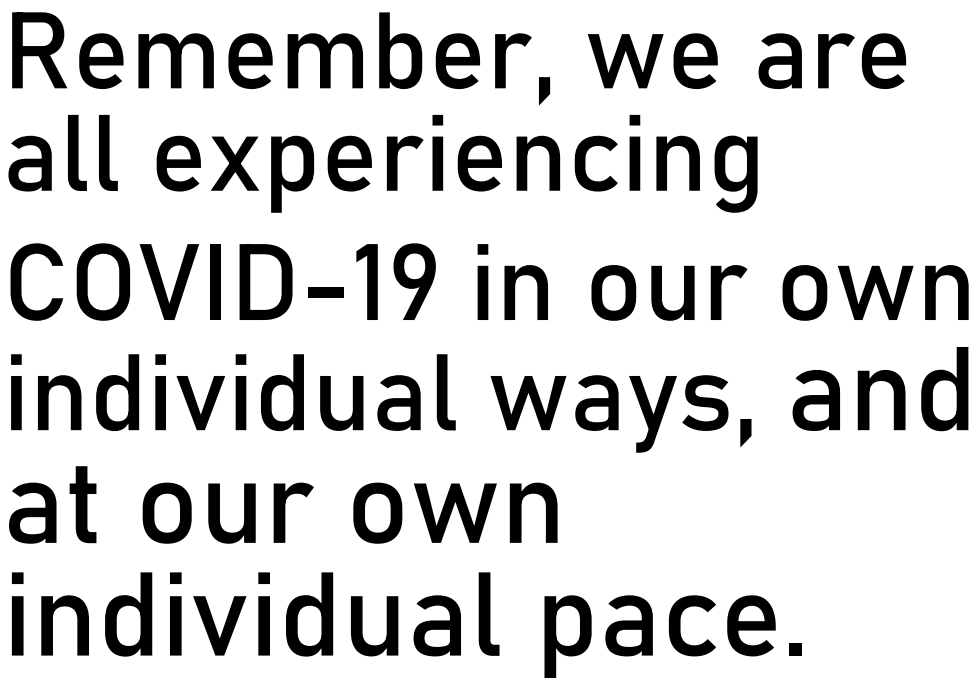 Remember, we are
all experiencing
COVID-19 in our own
individual ways, and
at our own
individual pace.